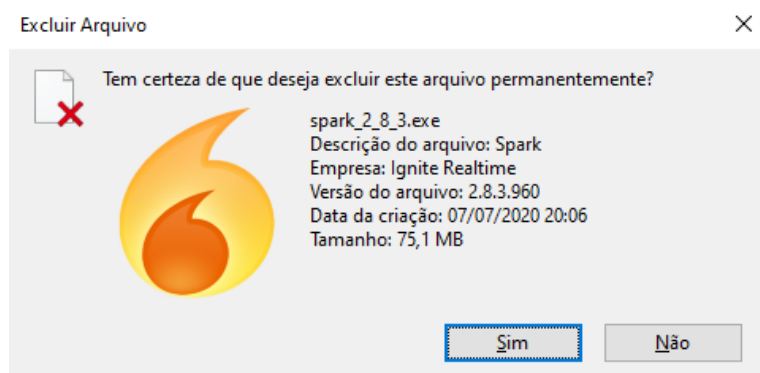 Excluir Arquivo
Tem certeza de que deseja excluir este arquivo permanentemente?
spark_2_8_3.exe
Descrição do arquivo: Spark
Empresa: Ignite Realtime
Versão do arquivo: 2.8.3.960
Data da criação: 07/07/2020 20:06
Tamanho: 75,1 MB
Sim
Não